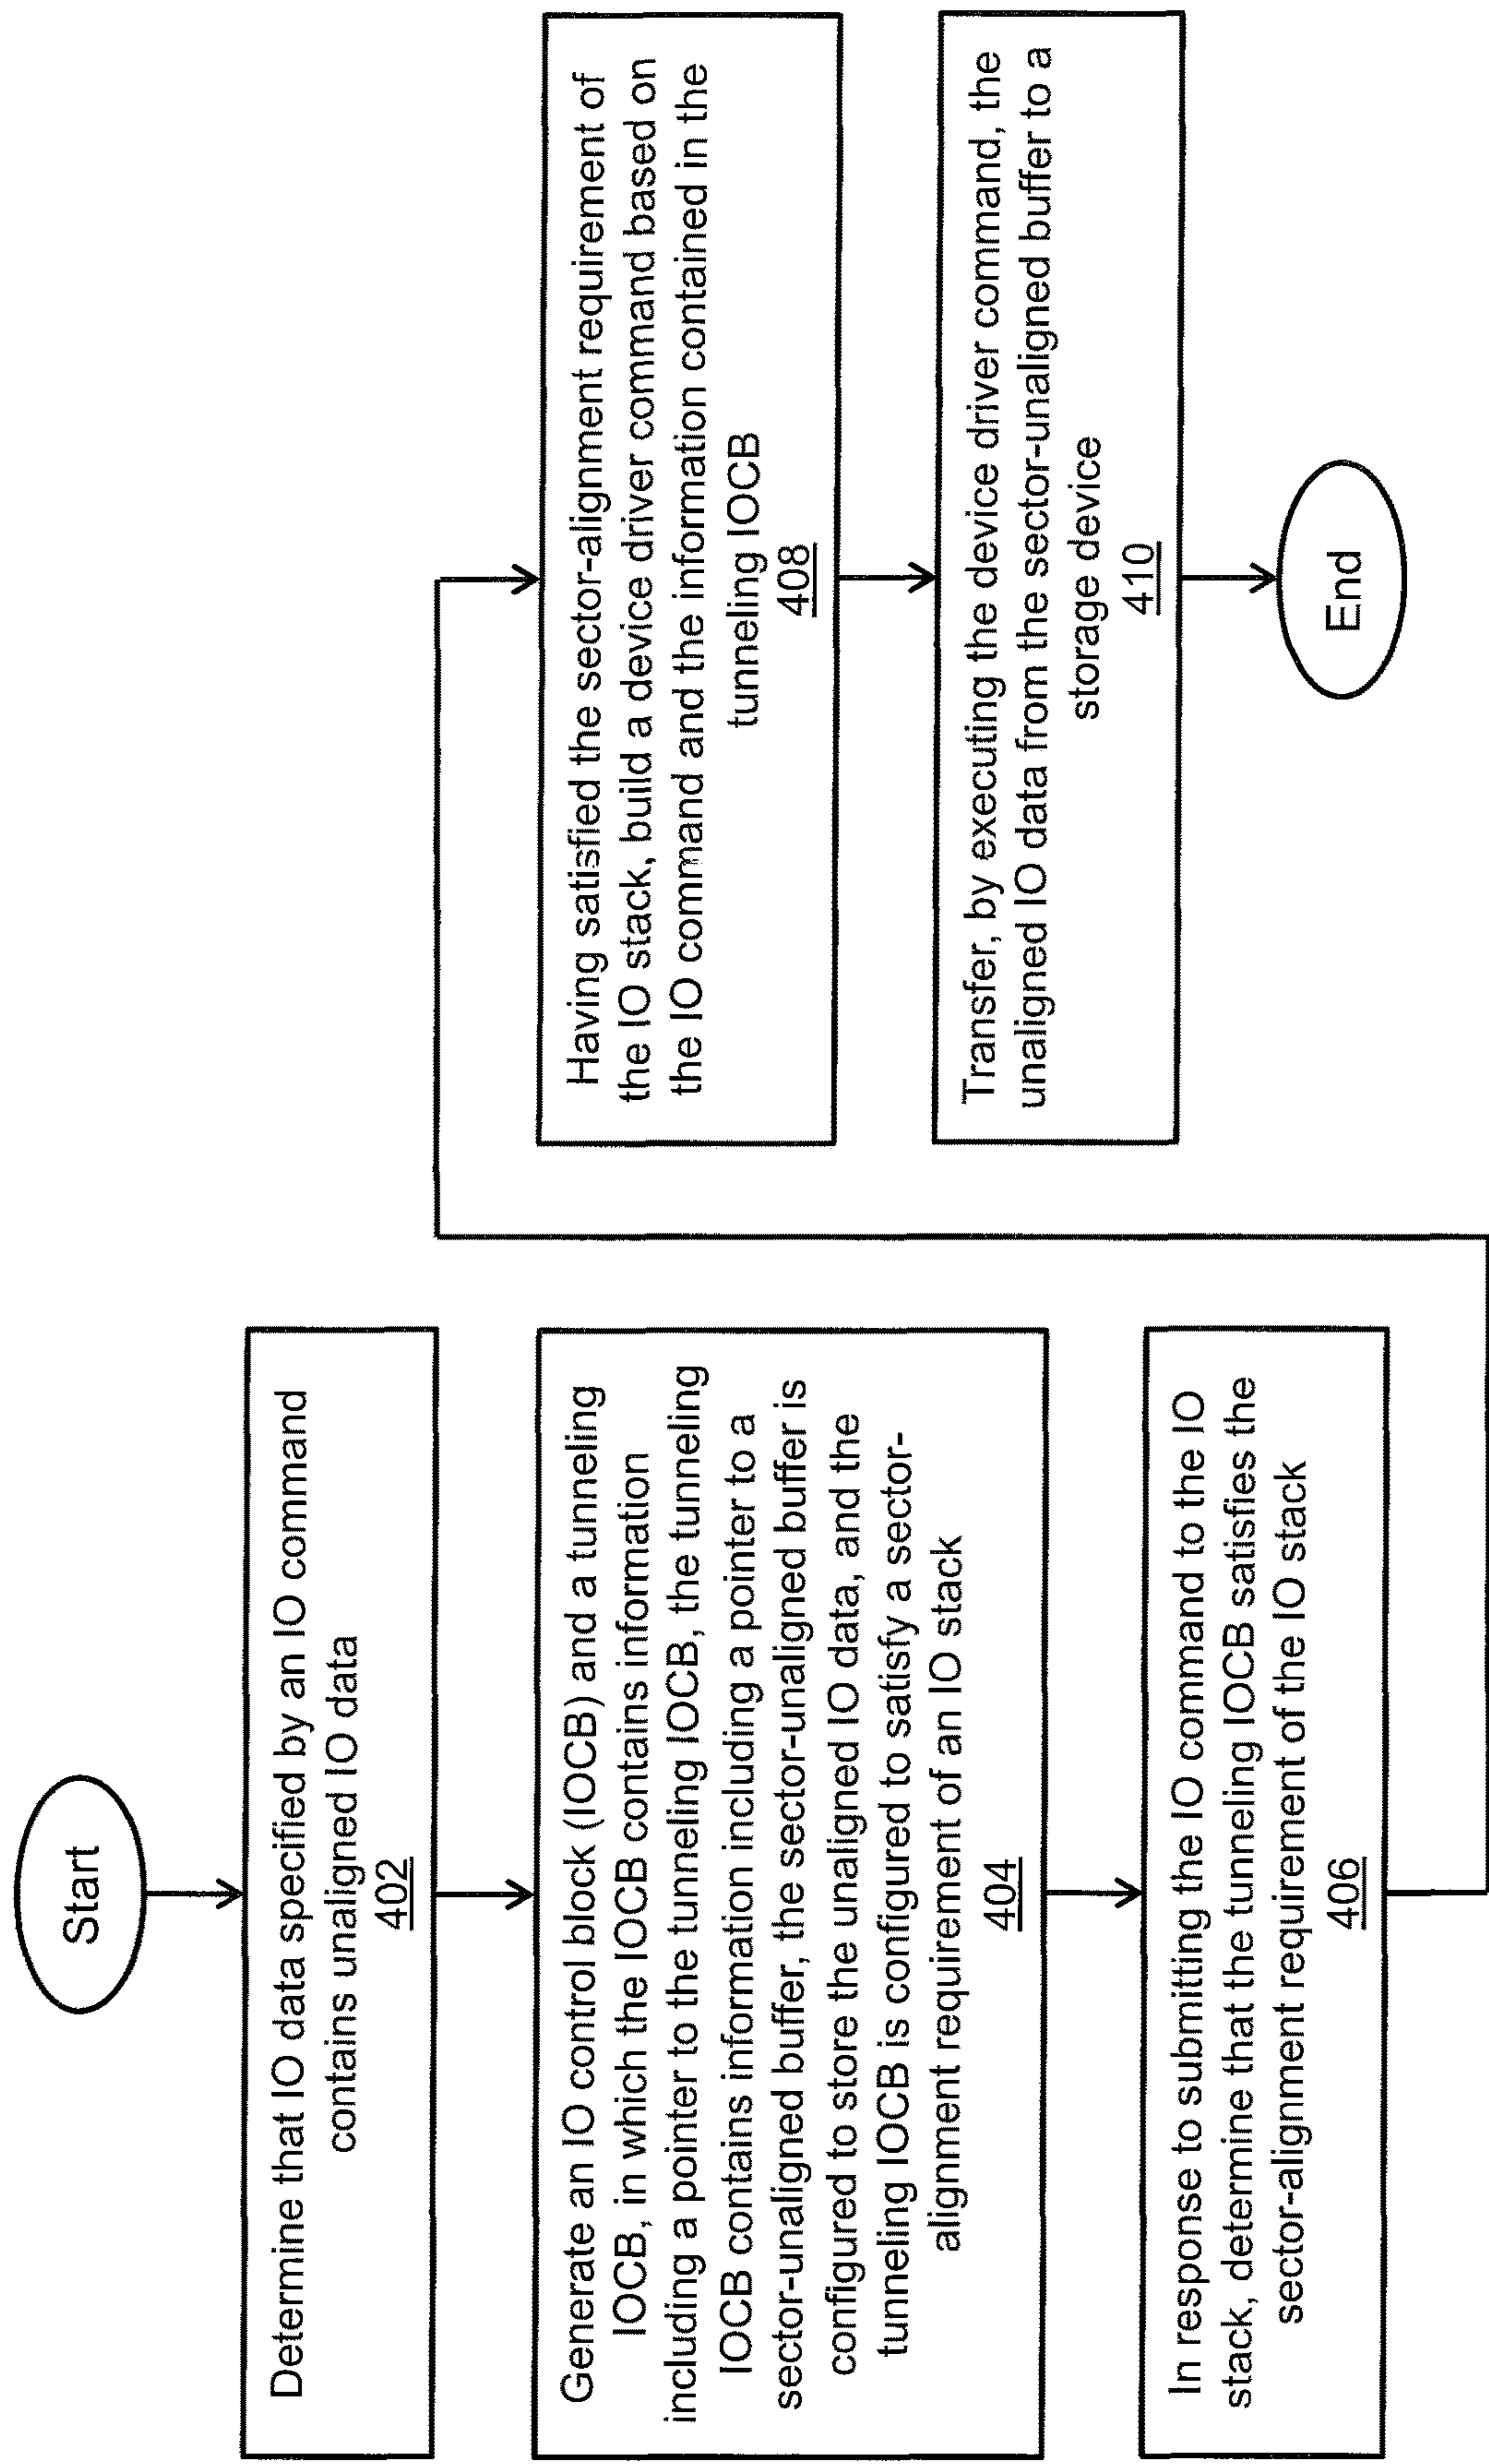 Start
Determine that IO data specified by an IO command
contains unaligned IO data
402
Generate an IO control block (IOCB) and a tunneling
IOCB, in which the IOCB contains information
including a pointer to the tunneling IOCB, the tunneling
IOCB contains information including a pointer to a
sector-unaligned buffer, the sector-unaligned buffer is
configured to store the unaligned IO data, and the
tunneling IOCB is configured to satisfy a sector-
alignment requirement of an IO stack
404
In response to submitting the IO command to the IO
stack, determine that the tunneling IOCB satisfies the
sector-alignment requirement of the IO stack
406
Having satisfied the sector-alignment requirement of
the IO stack, build a device driver command based on
the IO command and the information contained in the
tunneling IOCB
408
Transfer, by executing the device driver command, the
unaligned IO data from the sector-unaligned buffer to a
storage device
410
End